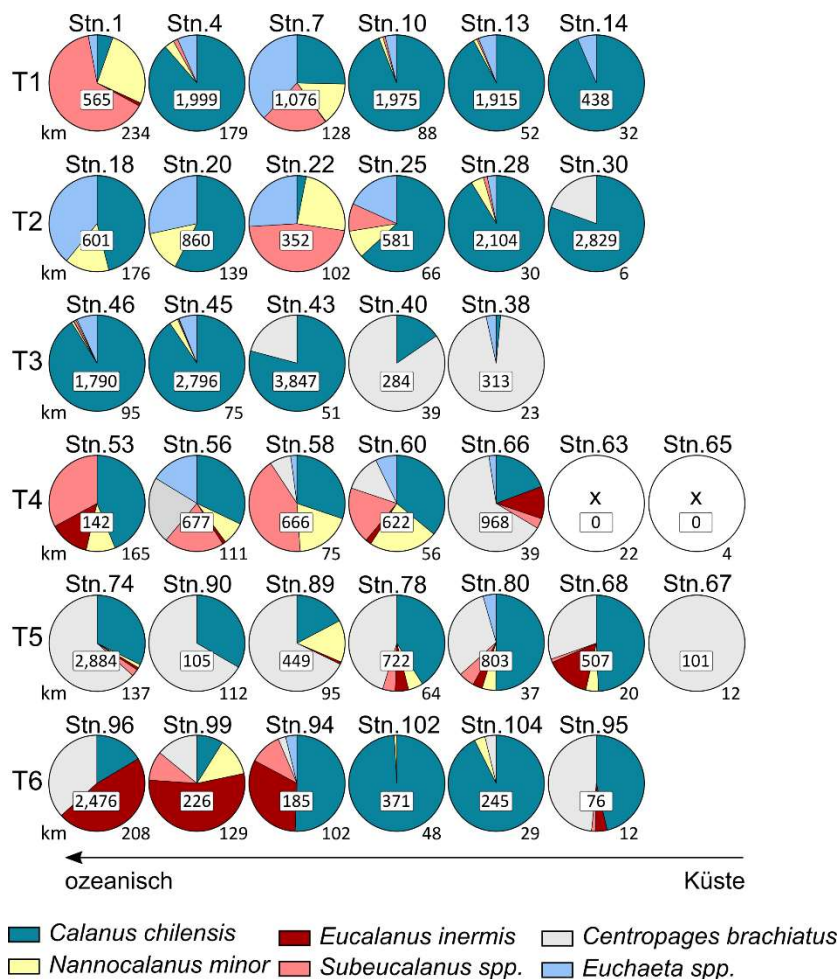 Stn.1 Stn.4 Stn.7 Stn.10 Stn.13 Stn.14
T1 565 1,999 1,076 1,975 1,915 438
km 234 179 128 88 52 32
Stn.18 Stn.20 Stn.22 Stn.25 Stn.28 Stn.30
T2 601 860 352 581 2,104 2,829
km 176 139 102 66 30 6
Stn.46 Stn.45 Stn.43 Stn.40 Stn.38
T3 1,790 2,796 3,847 284 313
km 95 75 51 39 23
Stn.53 Stn.56 Stn.58 Stn.60 Stn.66 Stn.63 Stn.65
x x
T4 142 677 666 622 968 0 0
km 165 111 75 56 39 22 4
Stn.74 Stn.90 Stn.89 Stn.78 Stn.80 Stn.68 Stn.67
T5 2,884 105 449 722 803 507 101
km 137 112 95 64 37 20 12
Stn.96 Stn.99 Stn.94 Stn.102 Stn.104 Stn.95
T6 2,476 226 185 371 245 76
km 208 129 102 48 29 12
ozeanisch Küste
Calanus chilensis Eucalanus inermis Centropages brachiatus
Nannocalanus minor Subeucalanus spp. Euchaeta spp.